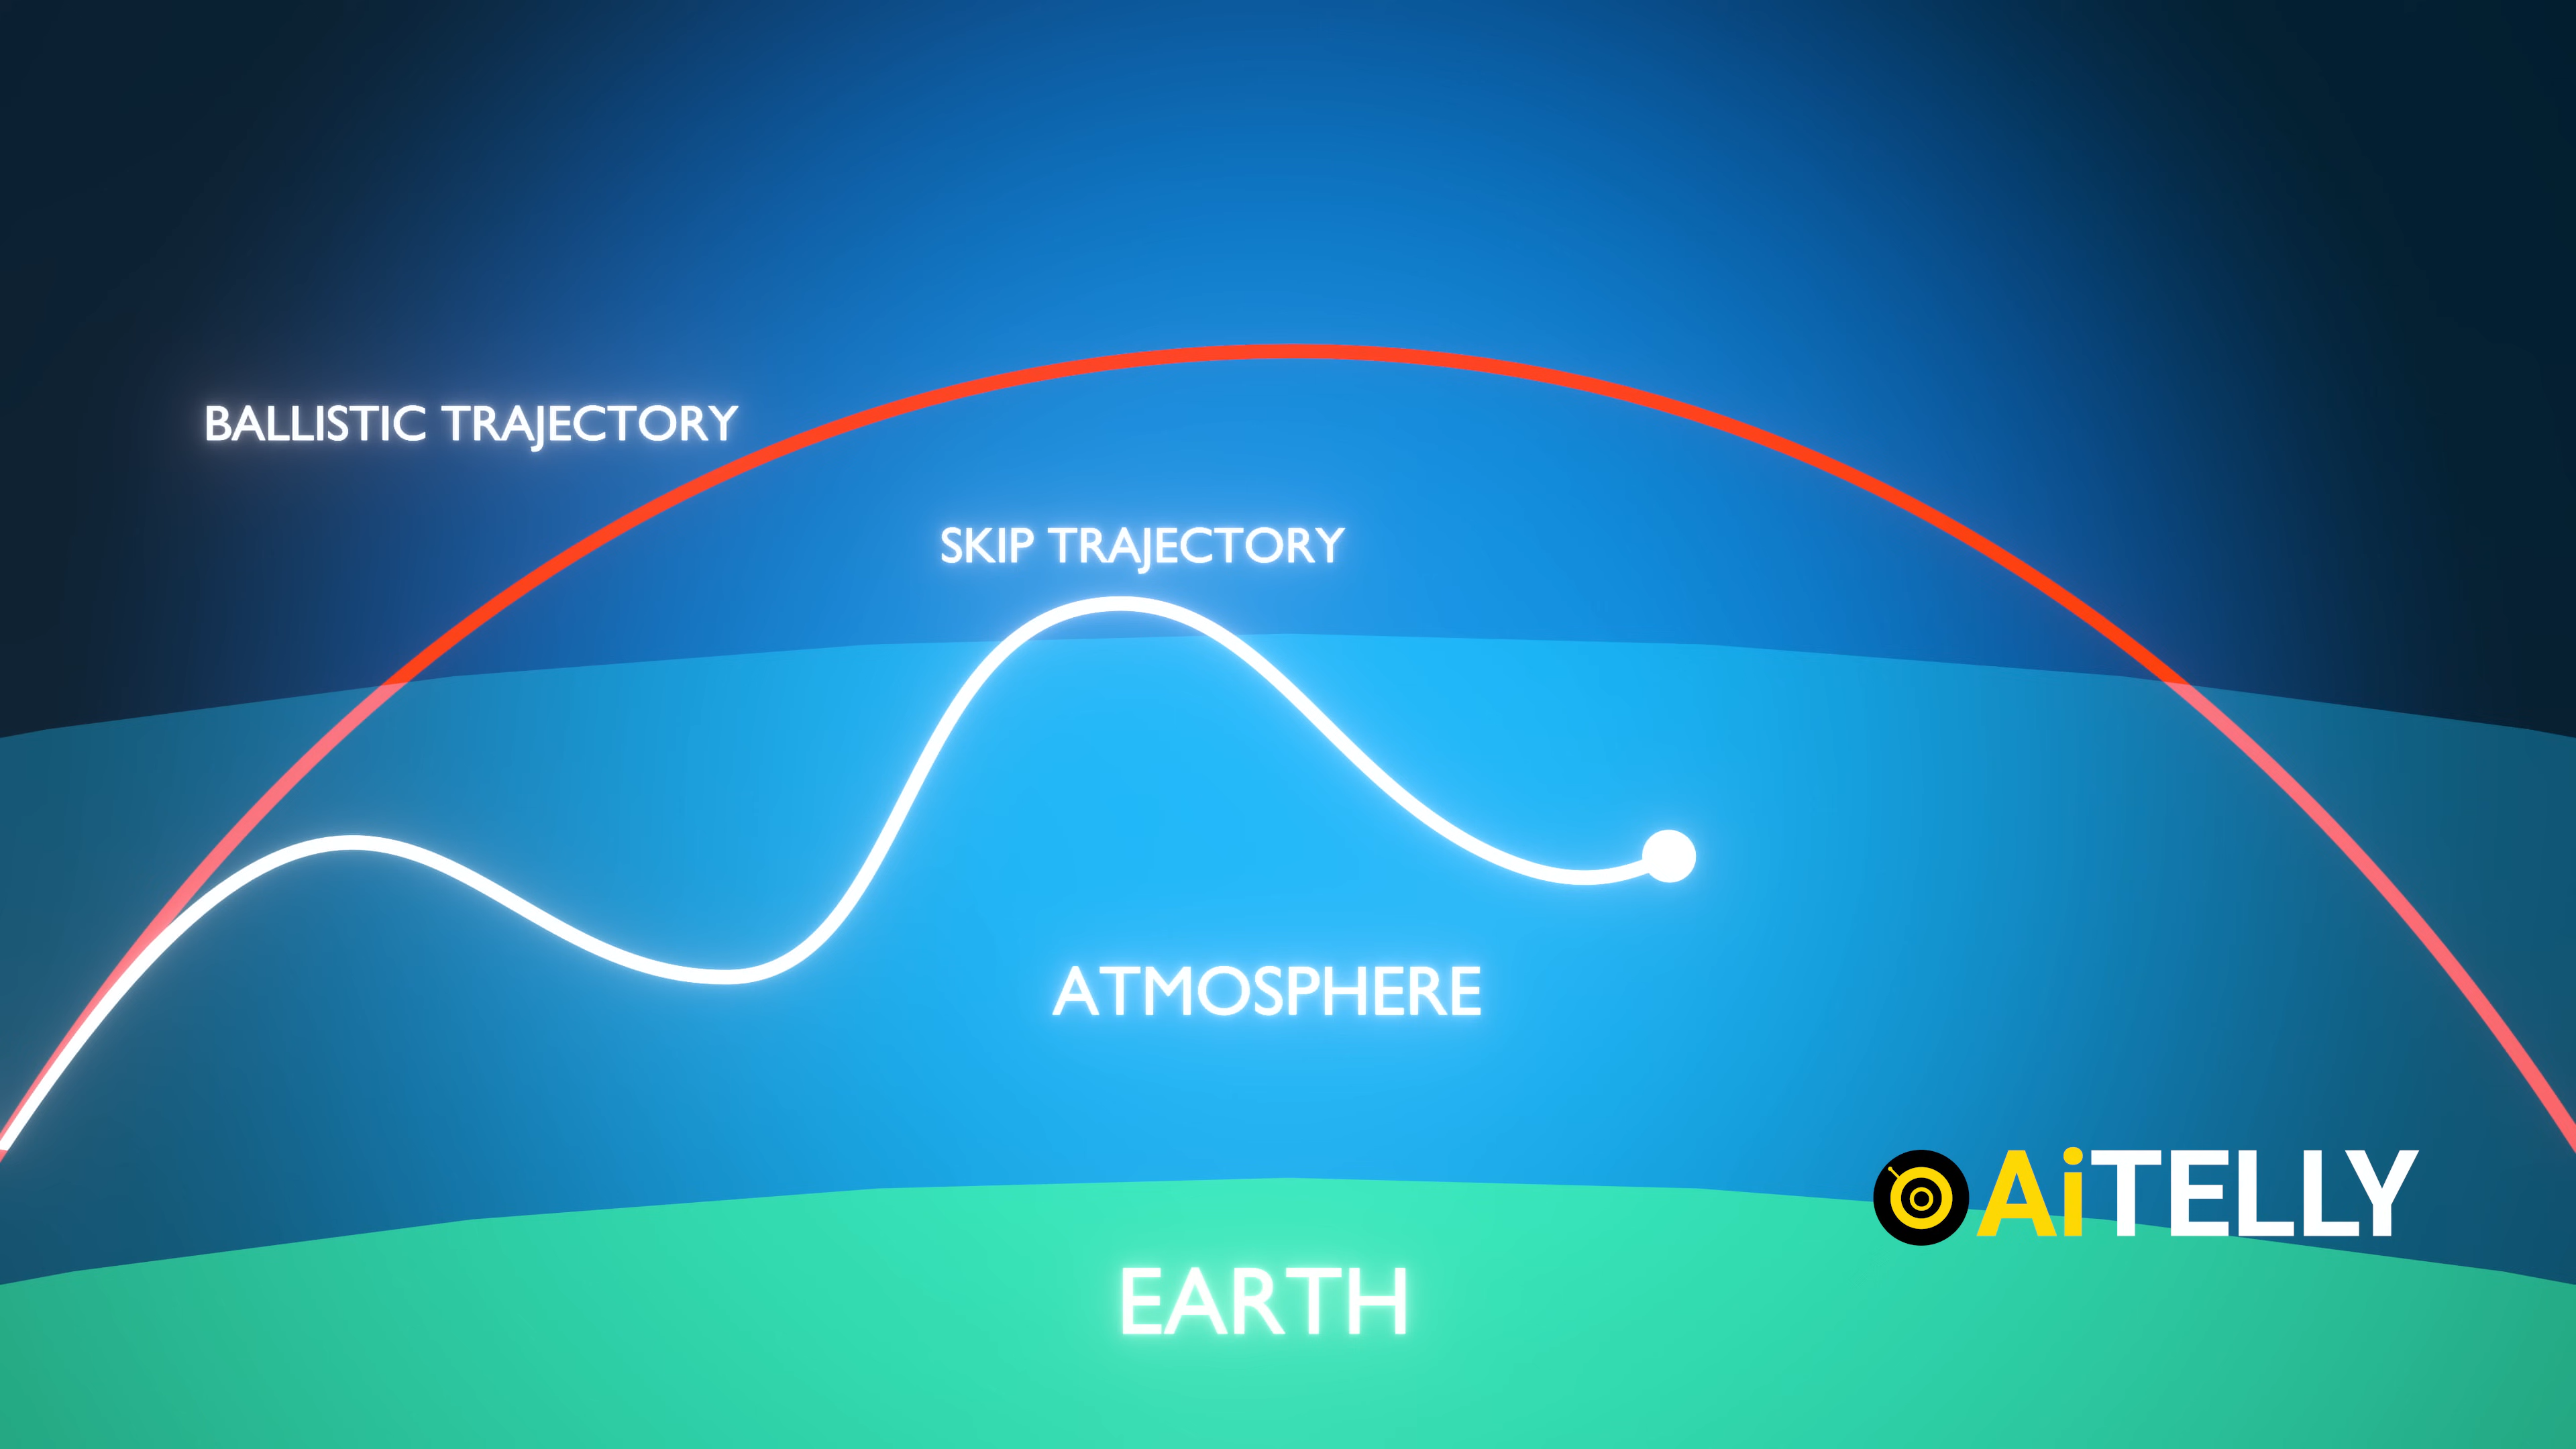 BALLISTIC TRAJECTORY
SKIP TRAJECTORY
ATMOSPHERE
AiTELLY
EARTH